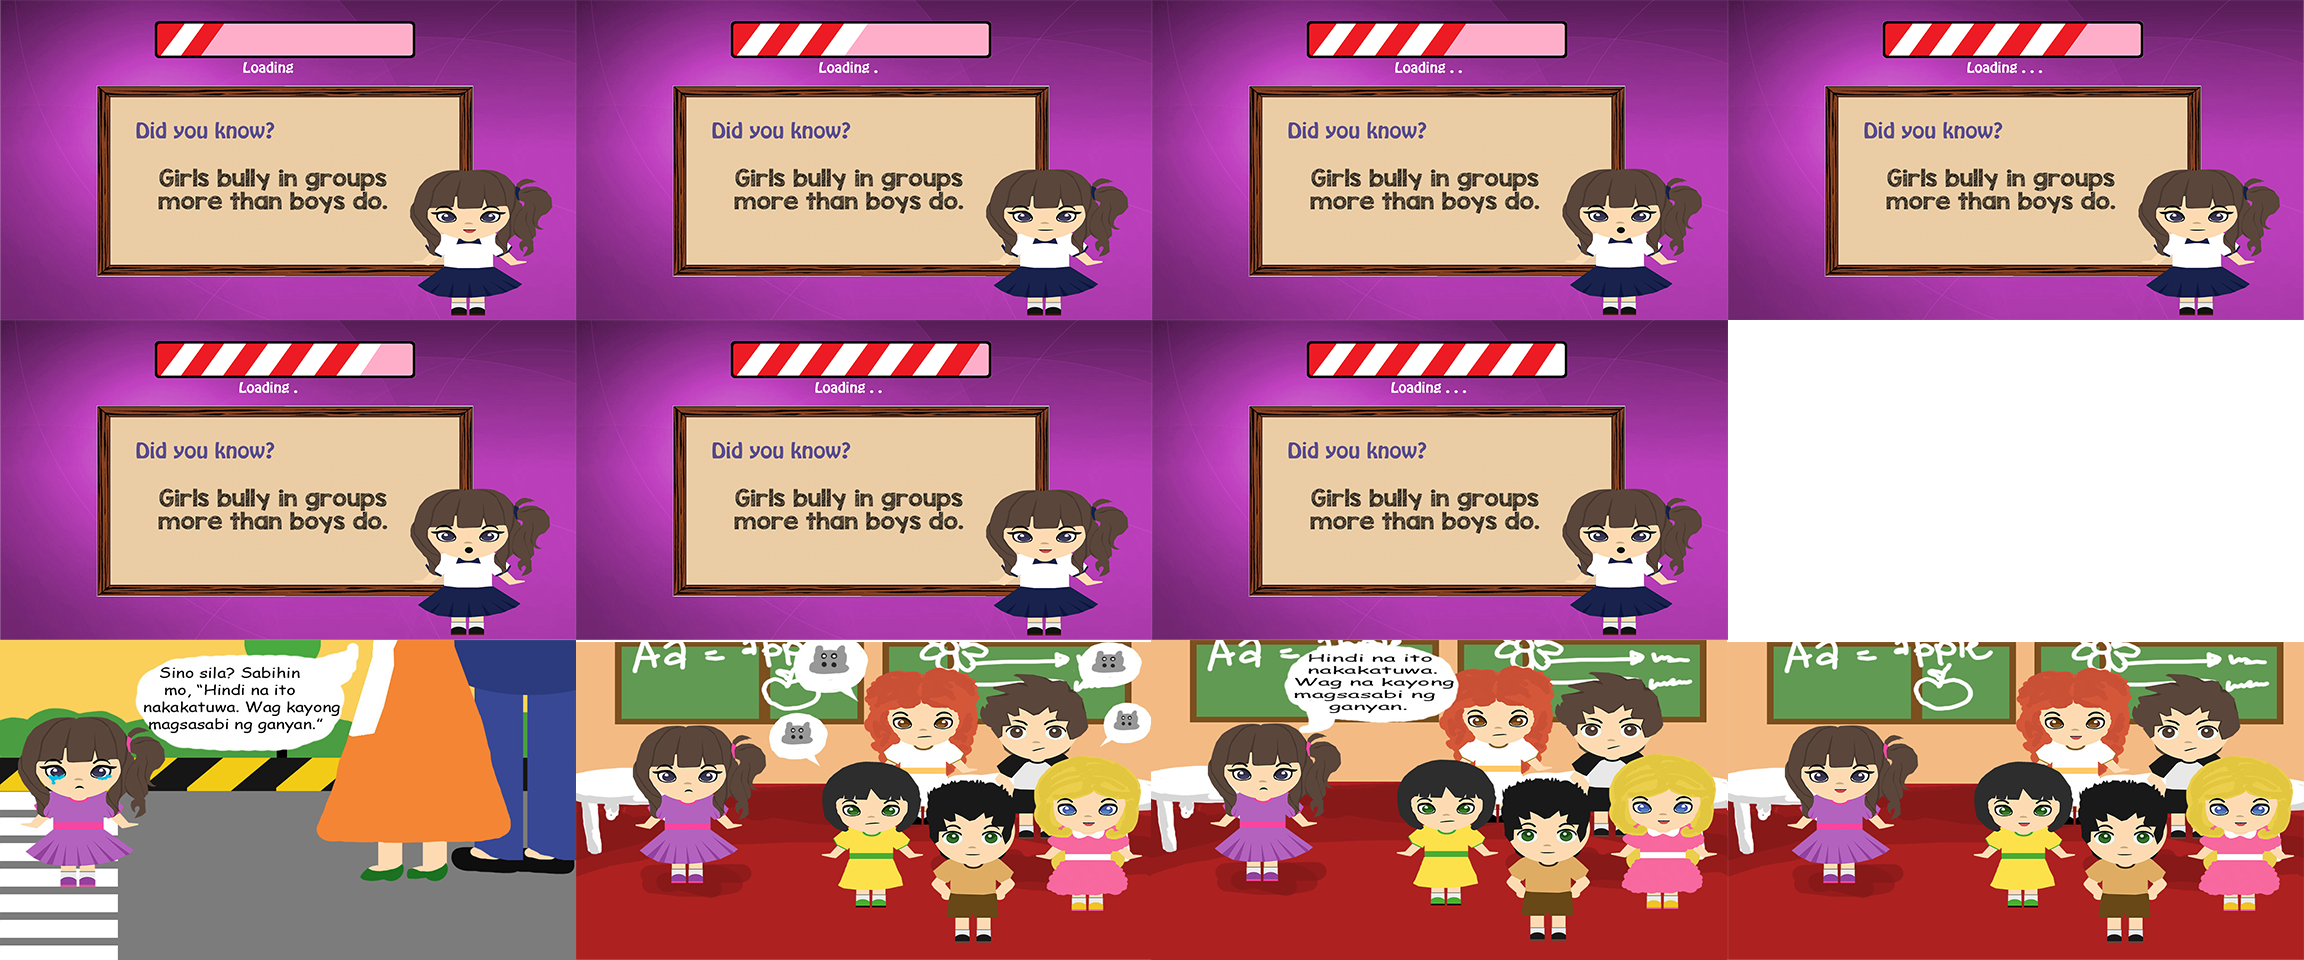 Loading
Did you know?
Girls bully in groups
more than boys do.
Loading .
Did you know?
Girls bully in groups
more than boys do.
Loading . .
Did you know?
Girls bully in groups
more than boys do.
Loading . . .
Did you know?
Girls bully in groups
more than boys do.
Loading .
Did you know?
Girls bully in groups
more than boys do.
Loading . .
Did you know?
Girls bully in groups
more than boys do.
Loading . . .
Did you know?
Girls bully in groups
more than boys do.
Sino sila? Sabihin
mo, “Hindi na ito
nakakatuwa. Wag kayong
magsasabi ng ganyan.“
Aa =
Aa =
Hindi na ito
nakakatuwa.
Wag na kayong
magsasabi ng
ganyan.
Aa = apple